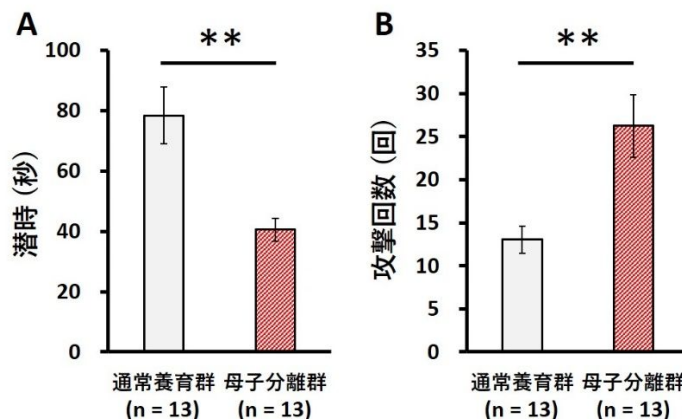 A
**
100
80
60
40
20
0
潜時 (秒)
通常養育群 母子分離群
(n = 13) (n = 13)
B
**
35
30
25
20
15
10
5
0
攻撃回数 (回)
通常養育群 母子分離群
(n = 13) (n = 13)